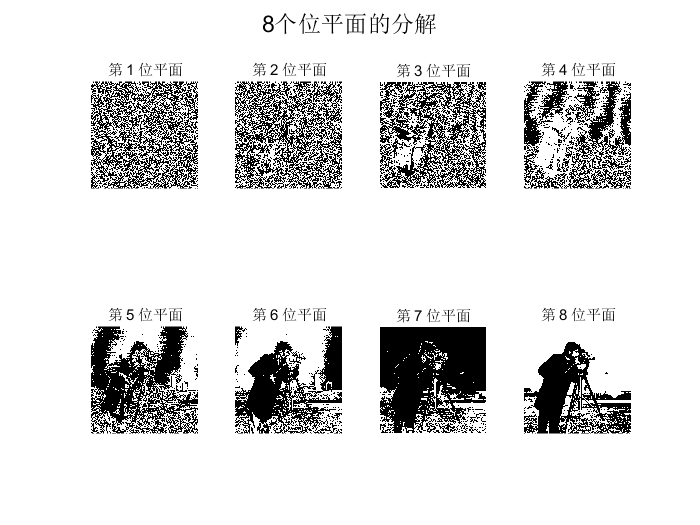 8个位平面的分解
第 1 位平面
第 2 位平面
第 3 位平面
第 4 位平面
第 5 位平面
第 6 位平面
第 7 位平面
第 8 位平面